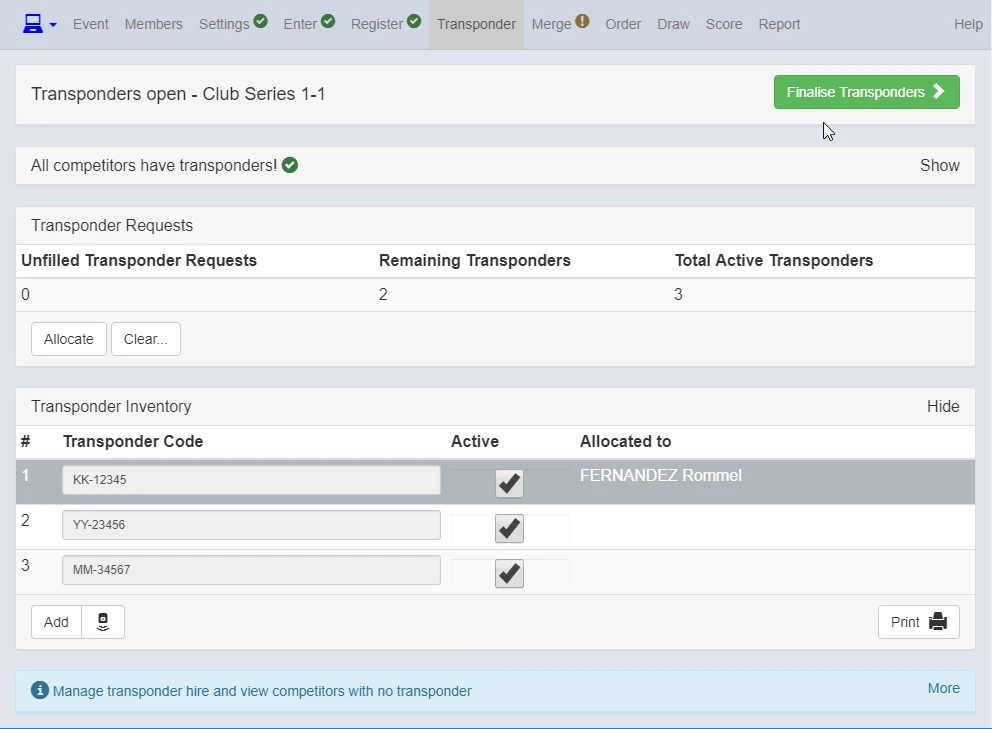 Event Members Settings Enter Register Transponder Merge Order Draw Score Report Help
Transponders open - Club Series 1-1
Finalise Transponders
All competitors have transponders!
Show
Transponder Requests
Unfilled Transponder Requests Remaining Transponders Total Active Transponders
0 2 3
Allocate Clear...
Transponder Inventory
Hide
# Transponder Code Active Allocated to
1 KK-12345 FERNANDEZ Rommel
2 YY-23456
3 MM-34567
Add
Print
Manage transponder hire and view competitors with no transponder
More